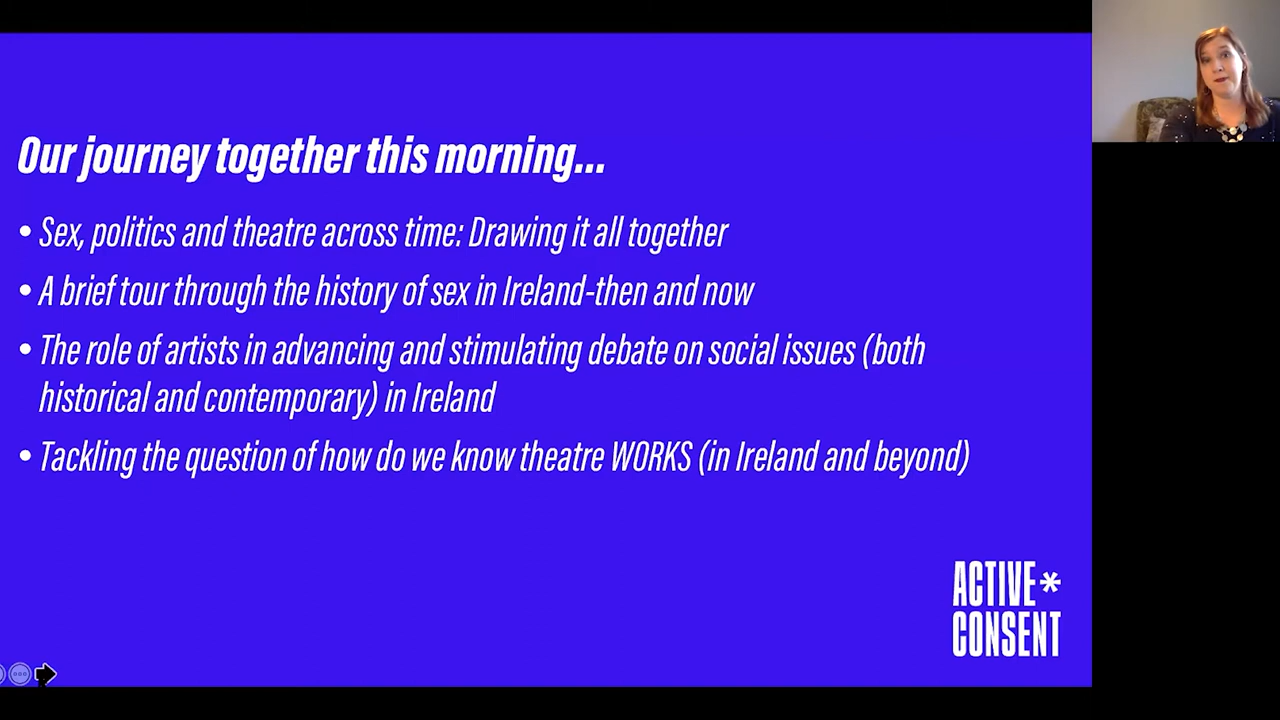 Our journey together this morning...
• Sex, politics and theatre across time: Drawing it all together
• A brief tour through the history of sex in Ireland-then and now
• The role of artists in advancing and stimulating debate on social issues (both
historical and contemporary) in Ireland
• Tackling the question of how do we know theatre WORKS (in Ireland and beyond)
ACTIVE*
CONSENT